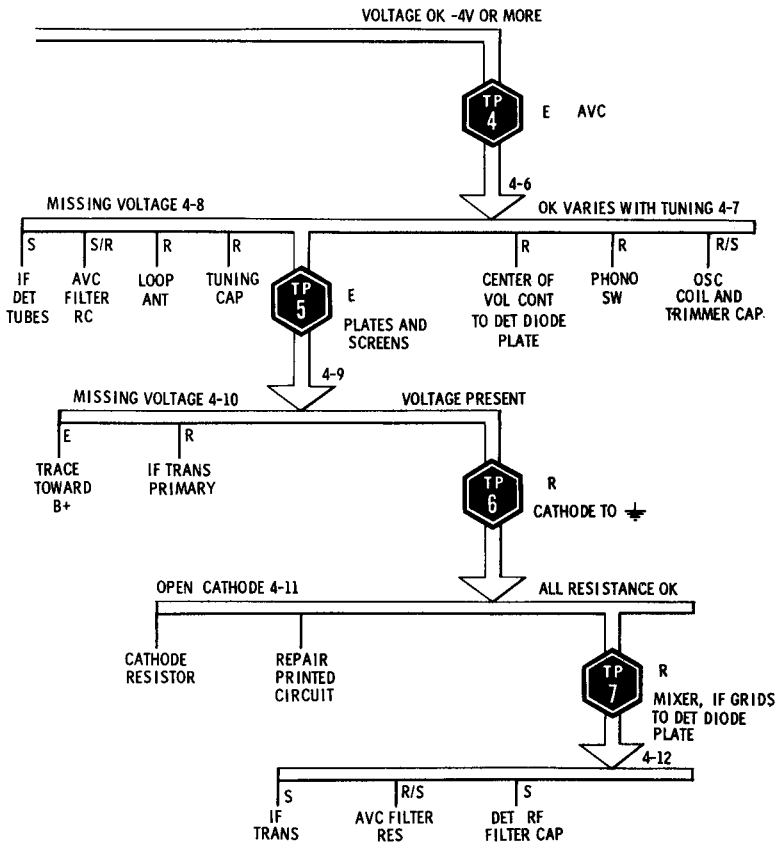 VOLTAGE OK -4V OR MORE
TP
4
E AVC
4-6
MISSING VOLTAGE 4-8
OK VARIES WITH TUNING 4-7
S
IF
DET
TUBES
S/R
AVC
FILTER
RC
R
LOOP
ANT
R
TUNING
CAP
TP
5
E
PLATES AND
SCREENS
R
CENTER OF
VOL CONT
TO DET DIODE
PLATE
R
PHONO
SW
R/S
OSC
COIL AND
TRIMMER CAP.
4-9
MISSING VOLTAGE 4-10
VOLTAGE PRESENT
E
TRACE
TOWARD
B+
R
IF TRANS
PRIMARY
TP
6
R
CATHODE TO
OPEN CATHODE 4-11
ALL RESISTANCE OK
CATHODE
RESISTOR
REPAIR
PRINTED
CIRCUIT
TP
7
R
MIXER, IF GRIDS
TO DET DIODE
PLATE
4-12
S
IF
TRANS
R/S
AVC FILTER
RES
S
DET RF
FILTER CAP